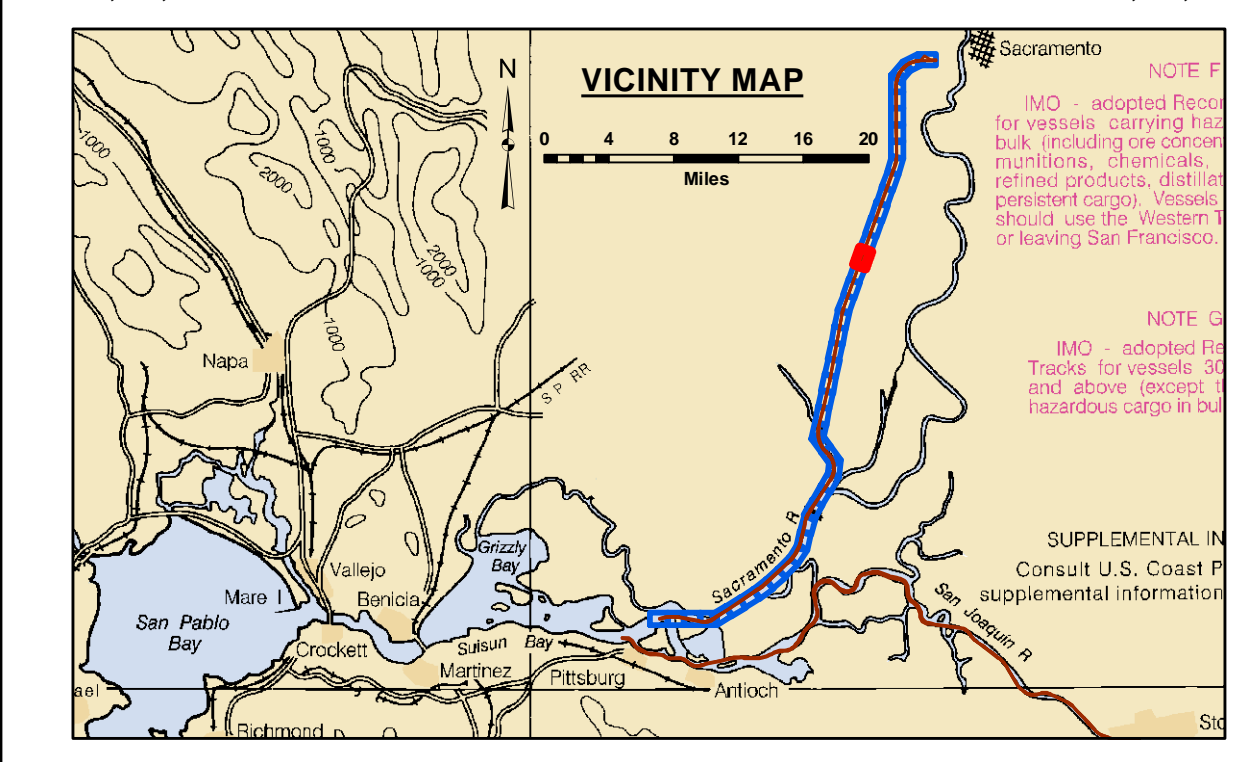 Sacramento
N
VICINITY MAP
0 4 8 12 16 20
Miles
NOTE F
IMO - adopted Recor
for vessels carrying haz
bulk (including ore concen
munitions, chemicals,
refined products, distillat
persistent cargo). Vessels
should use the Western T
or leaving San Francisco.
1000
1000
2000
2000
1000
1000
NOTE G
IMO - adopted Re
Tracks for vessels 30
and above (except t
hazardous cargo in bul
Napa
S P RR
Sacramento R
Grizzly
Bay
SUPPLEMENTAL IN
Consult U.S. Coast P
supplemental information
Vallejo
Mare I
Benicia
San Pablo
Bay
San Joaquin R
Crockett
Suisun Bay
Martinez
Pittsburg
Antioch
ael
Richmond
Sto